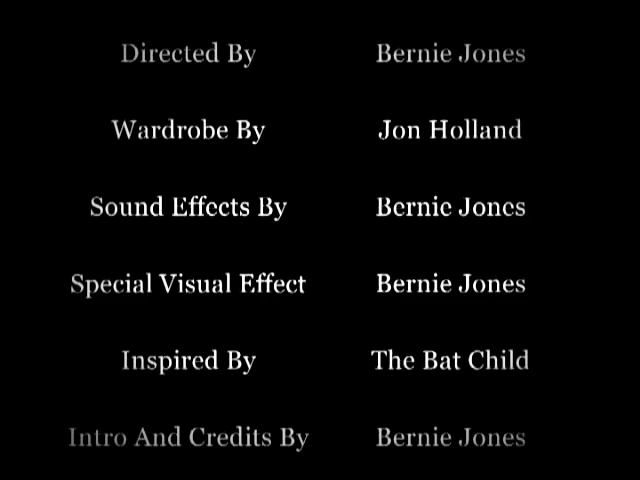 Directed By Bernie Jones
Wardrobe By Jon Holland
Sound Effects By Bernie Jones
Special Visual Effect Bernie Jones
Inspired By The Bat Child
Intro And Credits By Bernie Jones